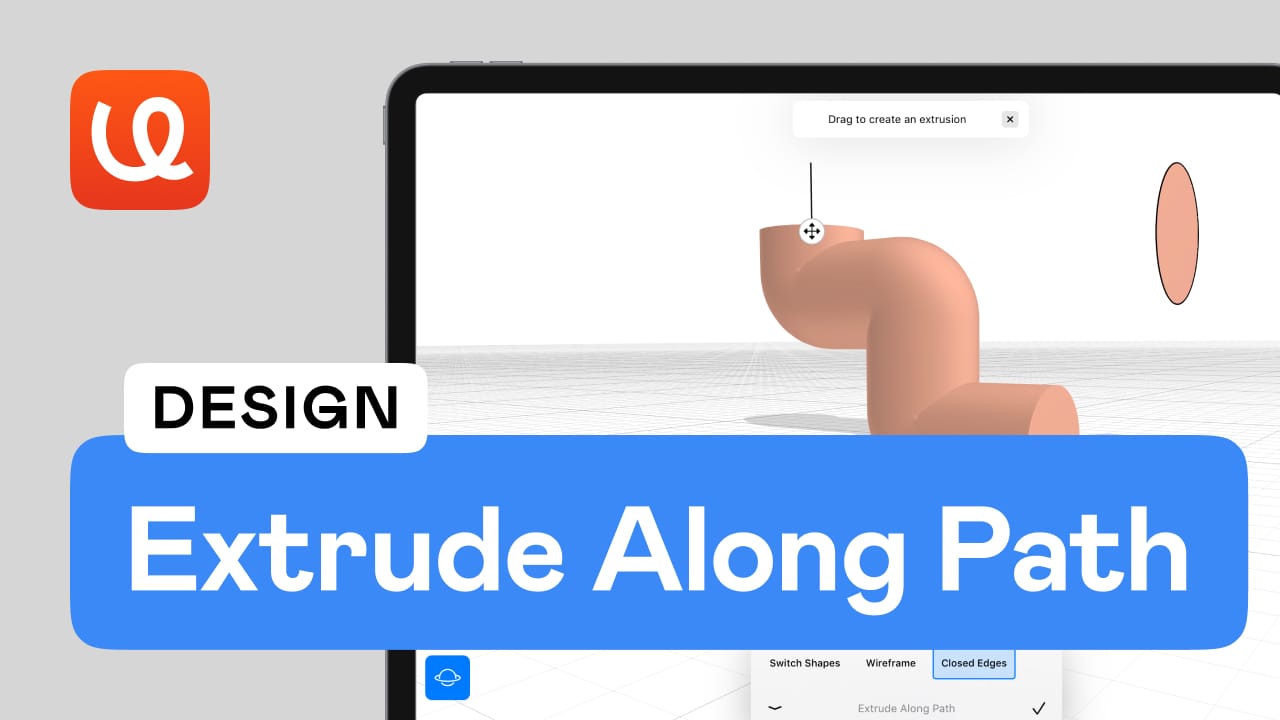 Drag to create an extrusion
DESIGN
Extrude Along Path
Switch Shapes Wireframe Closed Edges
Extrude Along Path